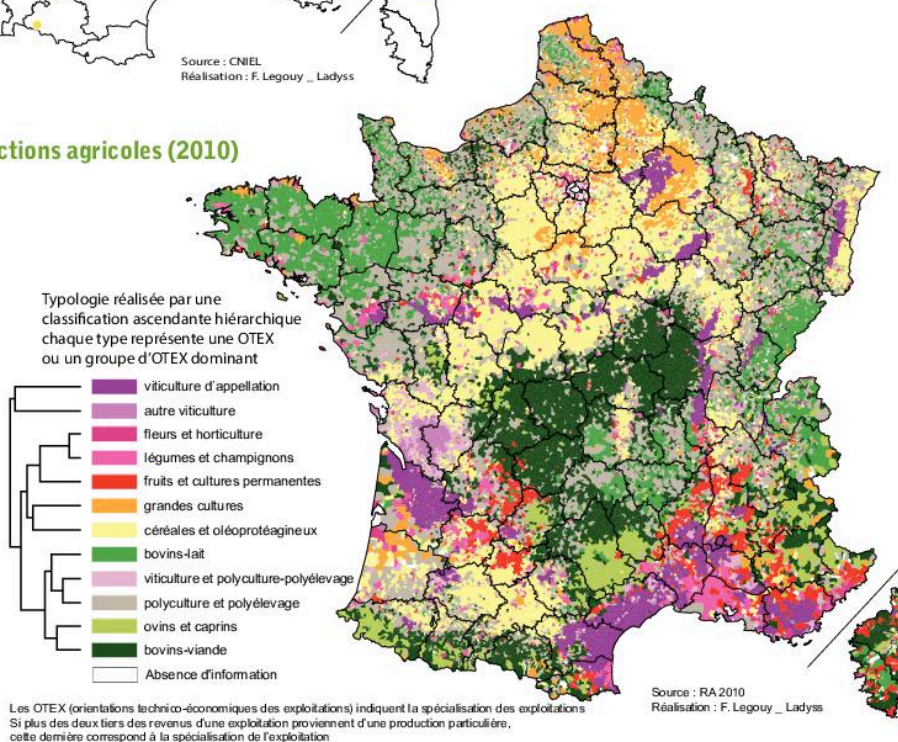 Source : CNIEL
Réalisation : F. Legouy _ Ladyss
ctions agricoles (2010)
Typologie réalisée par une
classification ascendante hiérarchique
chaque type représente une OTEX
ou un groupe d'OTEX dominant
viticulture d'appellation
autre viticulture
fleurs et horticulture
légumes et champignons
fruits et cultures permanentes
grandes cultures
céréales et oléoprotéagineux
bovins-lait
viticulture et polyculture-polyélevage
polyculture et polyélevage
ovins et caprins
bovins-viande
Absence d'information
Les OTEX (orientations technico-économiques des exploitations) indiquent la spécialisation des exploitations
Si plus des deux tiers des revenus d'une exploitation proviennent d'une production particulière,
cette dernière correspond à la spécialisation de l'exploitation
Source : RA 2010
Réalisation : F. Legouy _ Ladyss